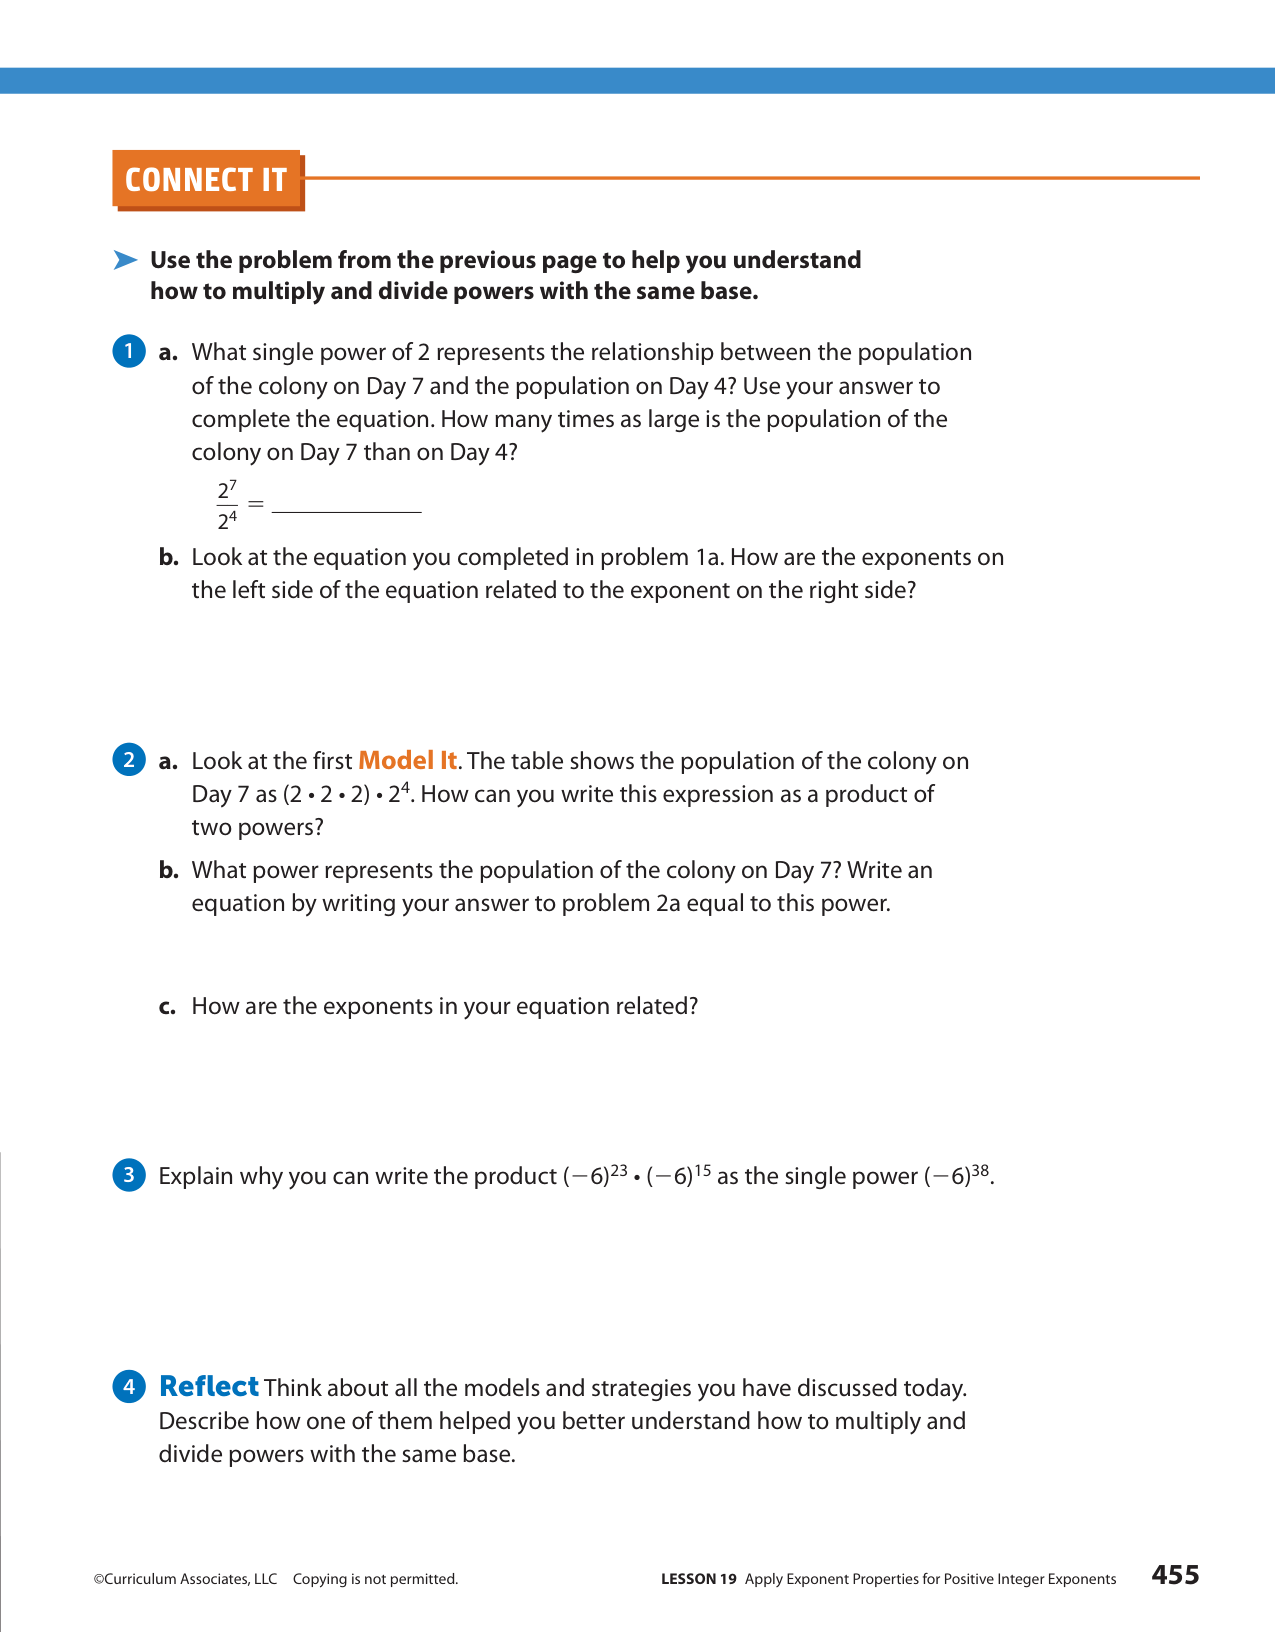 CONNECT IT
➤ Use the problem from the previous page to help you understand
how to multiply and divide powers with the same base.
1 a. What single power of 2 represents the relationship between the population
of the colony on Day 7 and the population on Day 4? Use your answer to
complete the equation. How many times as large is the population of the
colony on Day 7 than on Day 4?
2⁷
2⁴ = ____________
b. Look at the equation you completed in problem 1a. How are the exponents on
the left side of the equation related to the exponent on the right side?
2 a. Look at the first Model It. The table shows the population of the colony on
Day 7 as (2 • 2 • 2) • 2⁴. How can you write this expression as a product of
two powers?
b. What power represents the population of the colony on Day 7? Write an
equation by writing your answer to problem 2a equal to this power.
c. How are the exponents in your equation related?
3 Explain why you can write the product (−6)²³ • (−6)¹⁵ as the single power (−6)³⁸.
4 Reflect Think about all the models and strategies you have discussed today.
Describe how one of them helped you better understand how to multiply and
divide powers with the same base.
©Curriculum Associates, LLC Copying is not permitted. LESSON 19 Apply Exponent Properties for Positive Integer Exponents 455